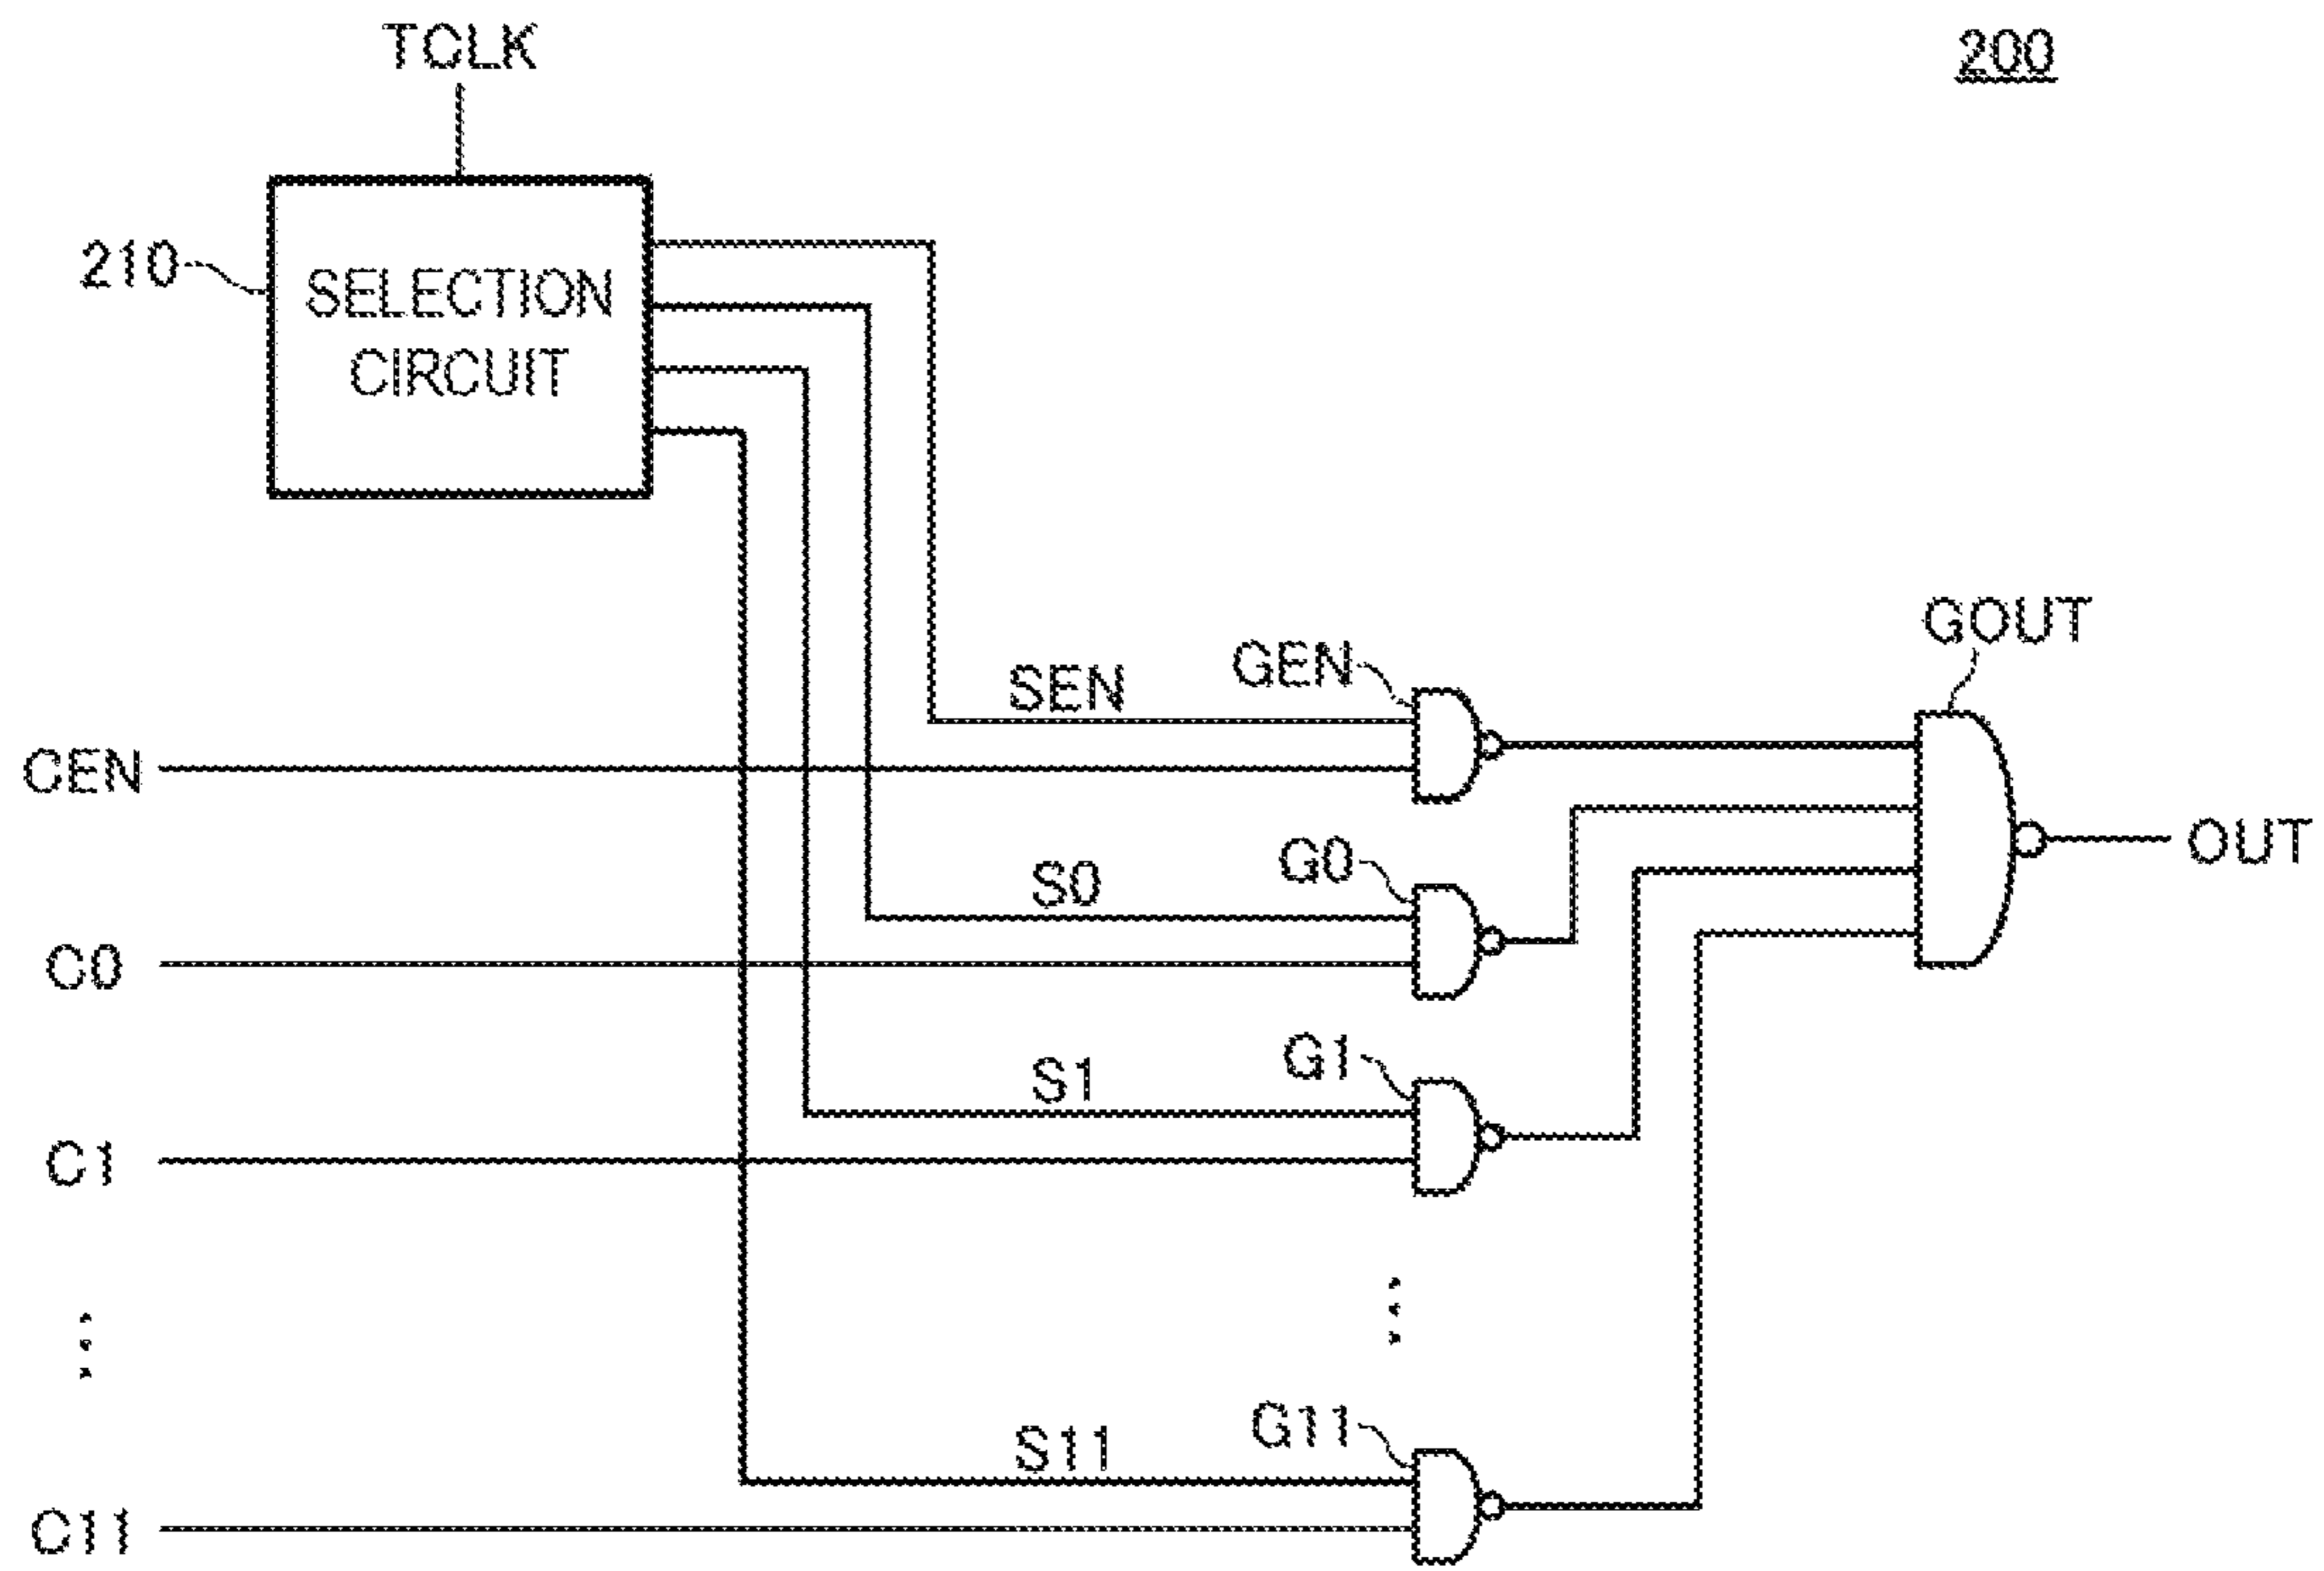 TCLK
200
210
SELECTION
CIRCUIT
GOUT
GEN
SEN
CEN
OUT
G0
S0
C0
G1
S1
C1
G11
S11
C11